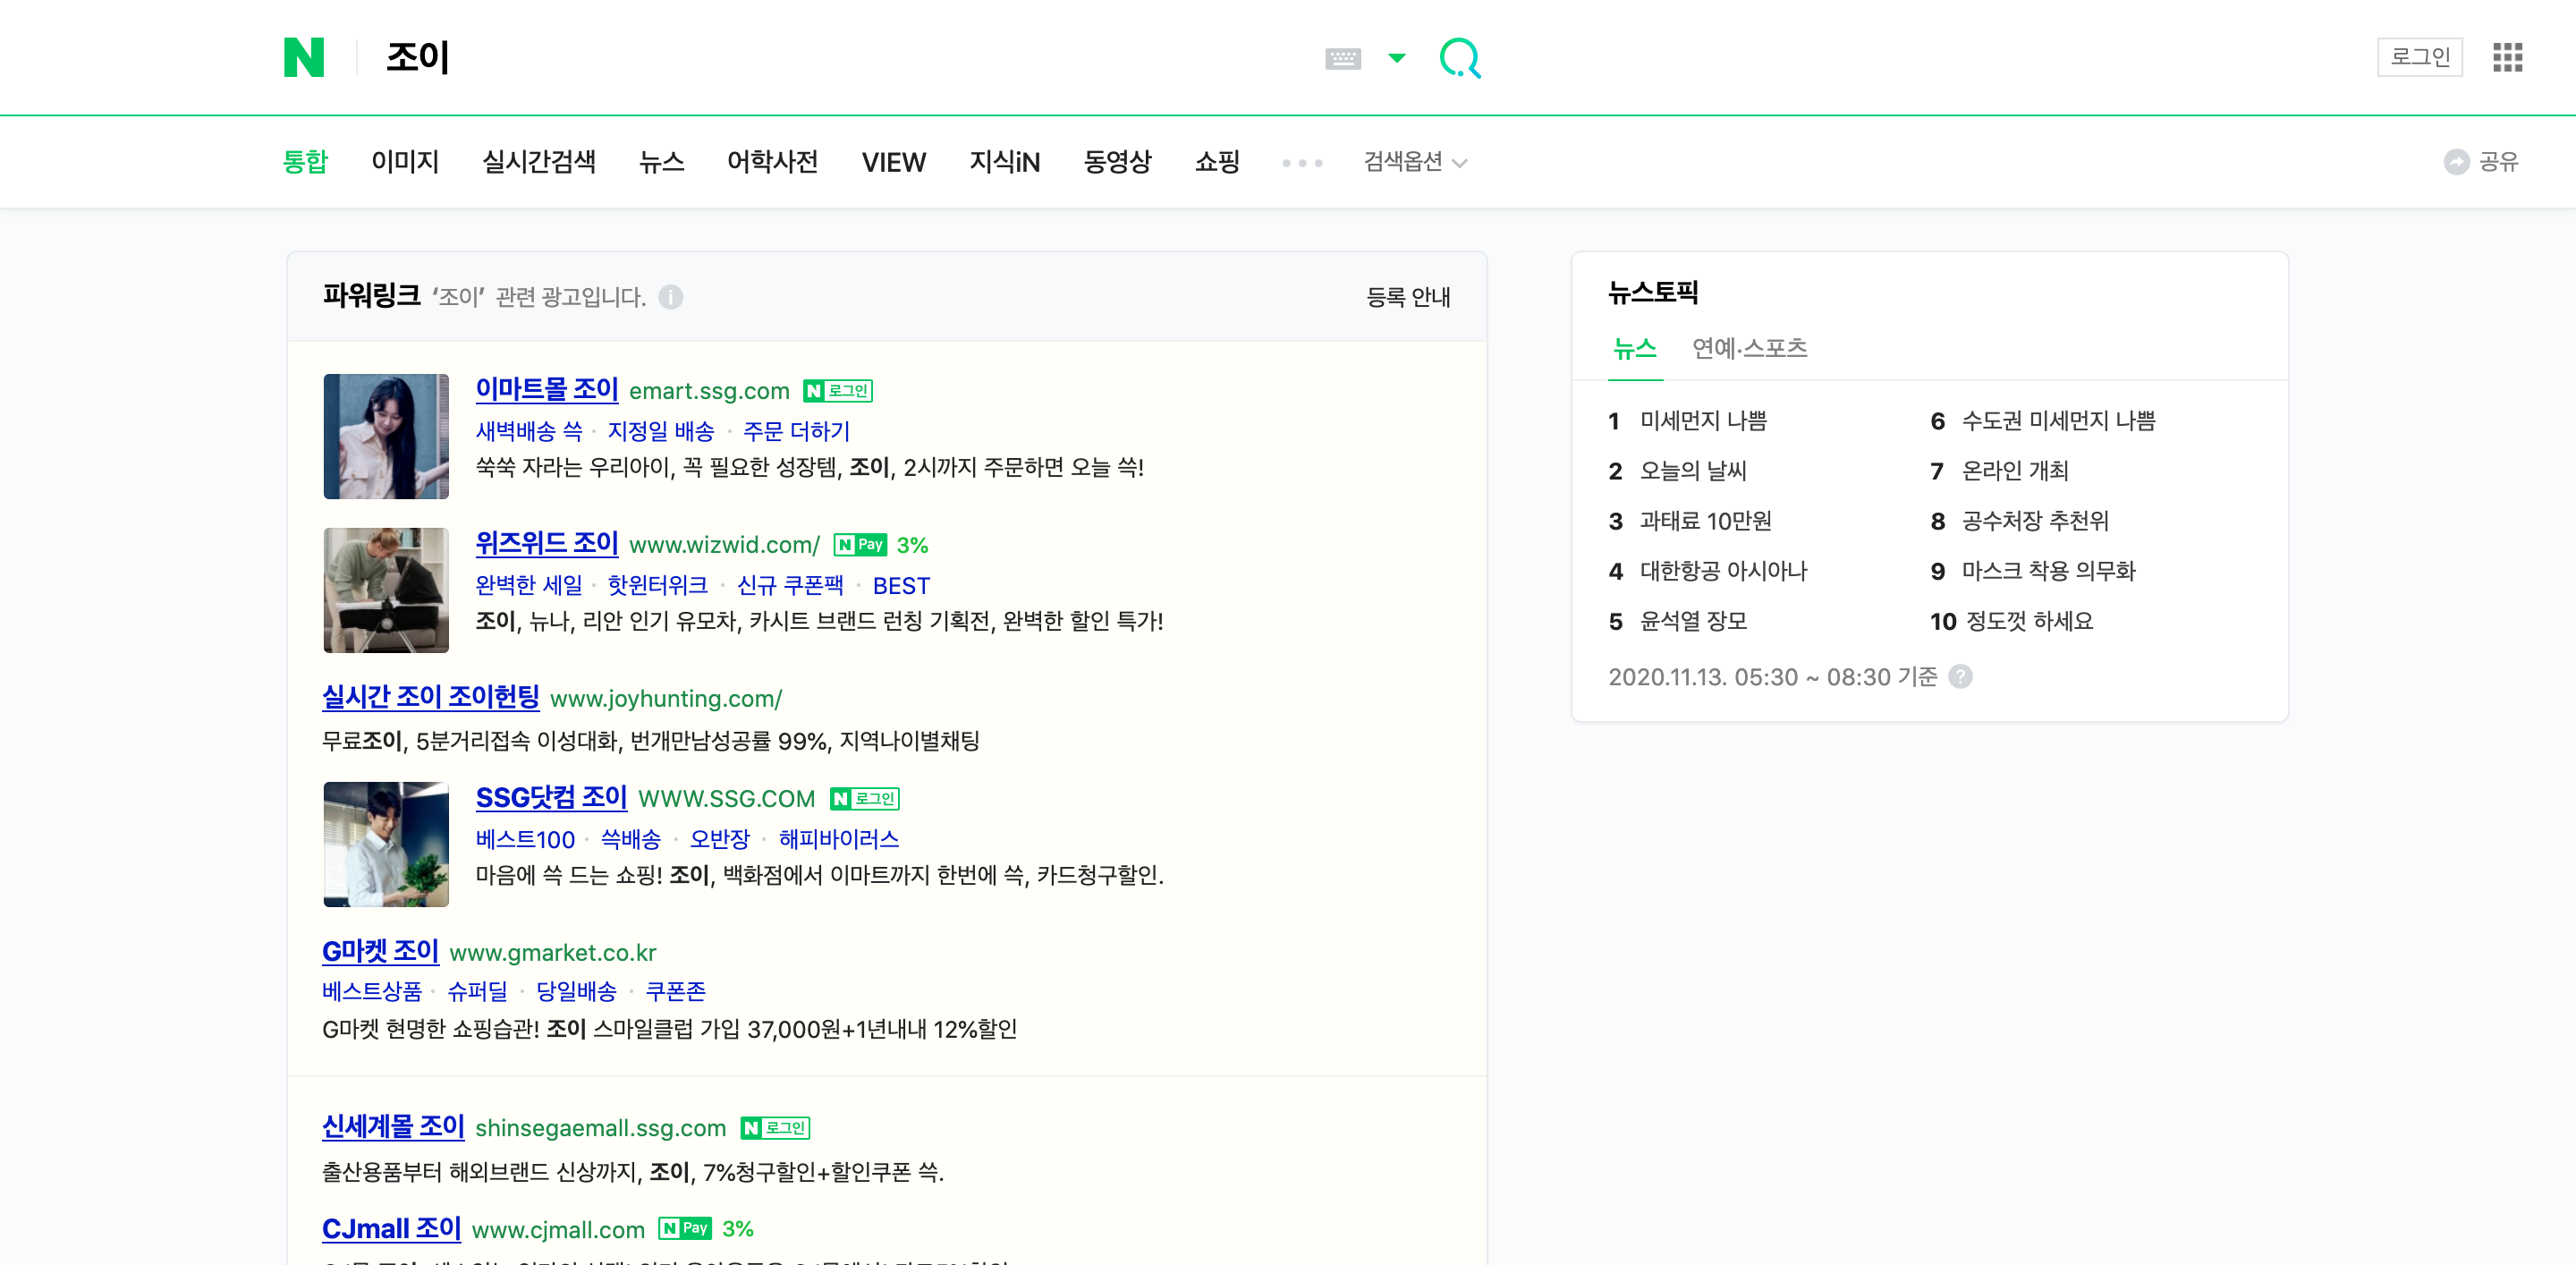 N 조이
로그인
통합 이미지 실시간검색 뉴스 어학사전 VIEW 지식iN 동영상 쇼핑 검색옵션
공유
파워링크 ‘조이’ 관련 광고입니다.
등록 안내
이마트몰 조이 emart.ssg.com N 로그인
새벽배송 쓱 · 지정일 배송 · 주문 더하기
쑥쑥 자라는 우리아이, 꼭 필요한 성장템, 조이, 2시까지 주문하면 오늘 쓱!
위즈위드 조이 www.wizwid.com/ N Pay 3%
완벽한 세일 · 핫윈터위크 · 신규 쿠폰팩 · BEST
조이, 뉴나, 리안 인기 유모차, 카시트 브랜드 런칭 기획전, 완벽한 할인 특가!
실시간 조이 조이헌팅 www.joyhunting.com/
무료조이, 5분거리접속 이성대화, 번개만남성공률 99%, 지역나이별채팅
SSG닷컴 조이 WWW.SSG.COM N 로그인
베스트100 · 쓱배송 · 오반장 · 해피바이러스
마음에 쓱 드는 쇼핑! 조이, 백화점에서 이마트까지 한번에 쓱, 카드청구할인.
G마켓 조이 www.gmarket.co.kr
베스트상품 · 슈퍼딜 · 당일배송 · 쿠폰존
G마켓 현명한 쇼핑습관! 조이 스마일클럽 가입 37,000원+1년내내 12%할인
신세계몰 조이 shinsegaemall.ssg.com N 로그인
출산용품부터 해외브랜드 신상까지, 조이, 7%청구할인+할인쿠폰 쓱.
CJmall 조이 www.cjmall.com N Pay 3%
뉴스토픽
뉴스 연예·스포츠
1 미세먼지 나쁨
2 오늘의 날씨
3 과태료 10만원
4 대한항공 아시아나
5 윤석열 장모
6 수도권 미세먼지 나쁨
7 온라인 개최
8 공수처장 추천위
9 마스크 착용 의무화
10 정도껏 하세요
2020.11.13. 05:30 ~ 08:30 기준